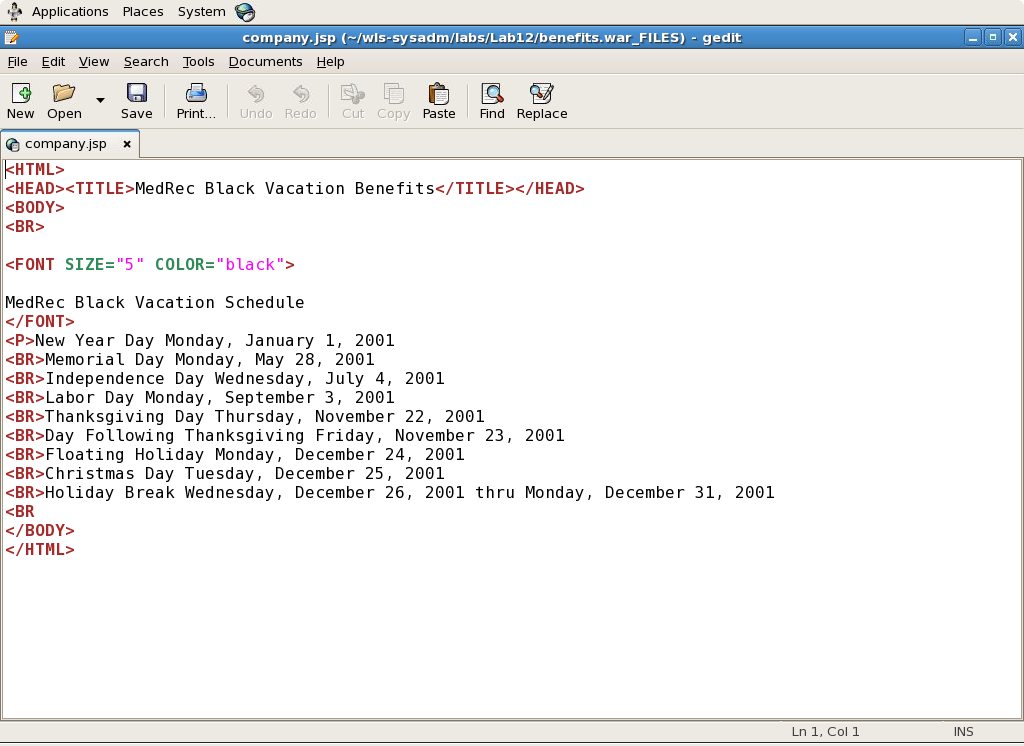 Applications Places System
company.jsp (~/wls-sysadm/labs/Lab12/benefits.war_FILES) - gedit
File Edit View Search Tools Documents Help
New Open Save Print... Undo Redo Cut Copy Paste Find Replace
company.jsp
<HTML>
<HEAD><TITLE>MedRec Black Vacation Benefits</TITLE></HEAD>
<BODY>
<BR>
<FONT SIZE="5" COLOR="black">
MedRec Black Vacation Schedule
</FONT>
<P>New Year Day Monday, January 1, 2001
<BR>Memorial Day Monday, May 28, 2001
<BR>Independence Day Wednesday, July 4, 2001
<BR>Labor Day Monday, September 3, 2001
<BR>Thanksgiving Day Thursday, November 22, 2001
<BR>Day Following Thanksgiving Friday, November 23, 2001
<BR>Floating Holiday Monday, December 24, 2001
<BR>Christmas Day Tuesday, December 25, 2001
<BR>Holiday Break Wednesday, December 26, 2001 thru Monday, December 31, 2001
<BR
</BODY>
</HTML>
Ln 1, Col 1 INS